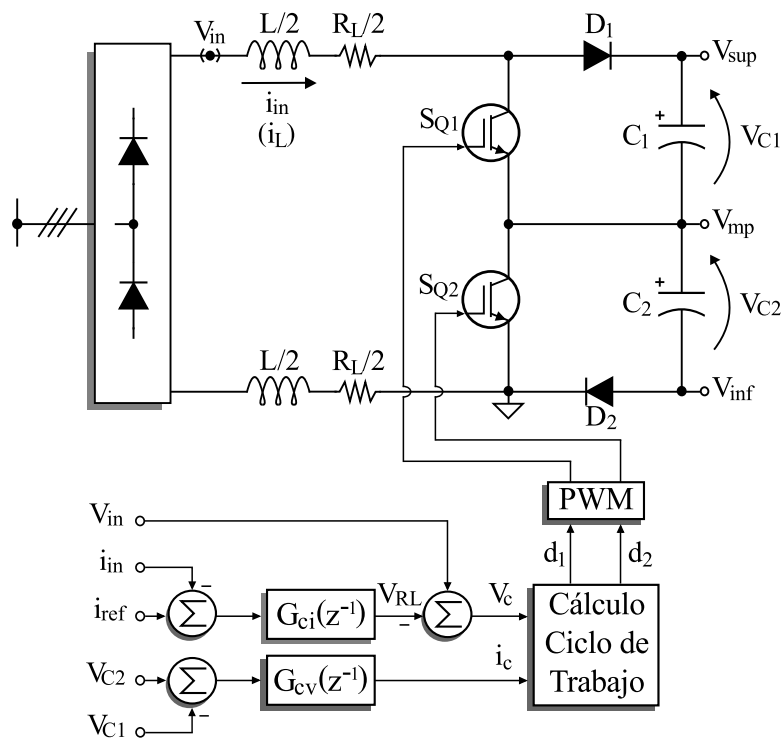 V_in L/2 R_L/2 D_1 V_sup
i_in
(i_L)
S_Q1 C_1 + V_C1
V_mp
S_Q2 C_2 + V_C2
L/2 R_L/2 D_2 V_inf
PWM
V_in d_1 d_2
i_in
i_ref − Σ G_ci(z^-1) V_RL − Σ V_c
V_C2 Σ G_cv(z^-1) i_c
V_C1 −
Cálculo
Ciclo de
Trabajo